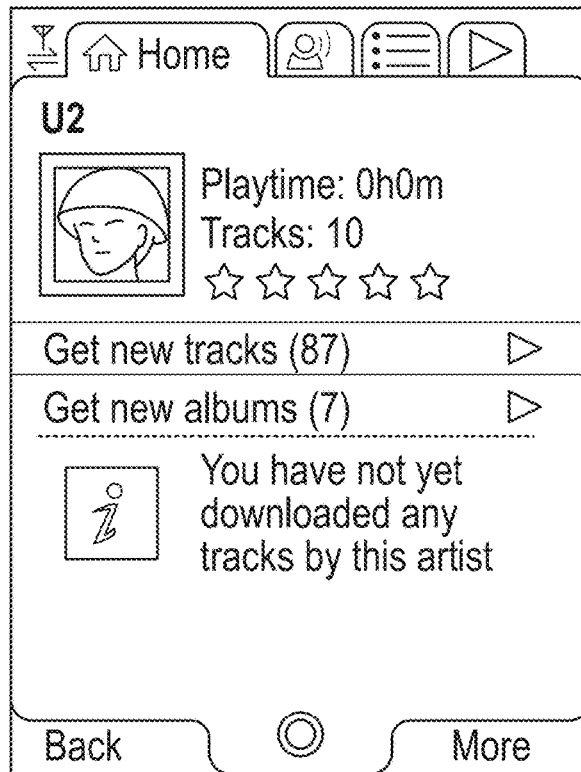 Home
U2
Playtime: 0h0m
Tracks: 10
Get new tracks (87)
Get new albums (7)
i
You have not yet
downloaded any
tracks by this artist
Back
More